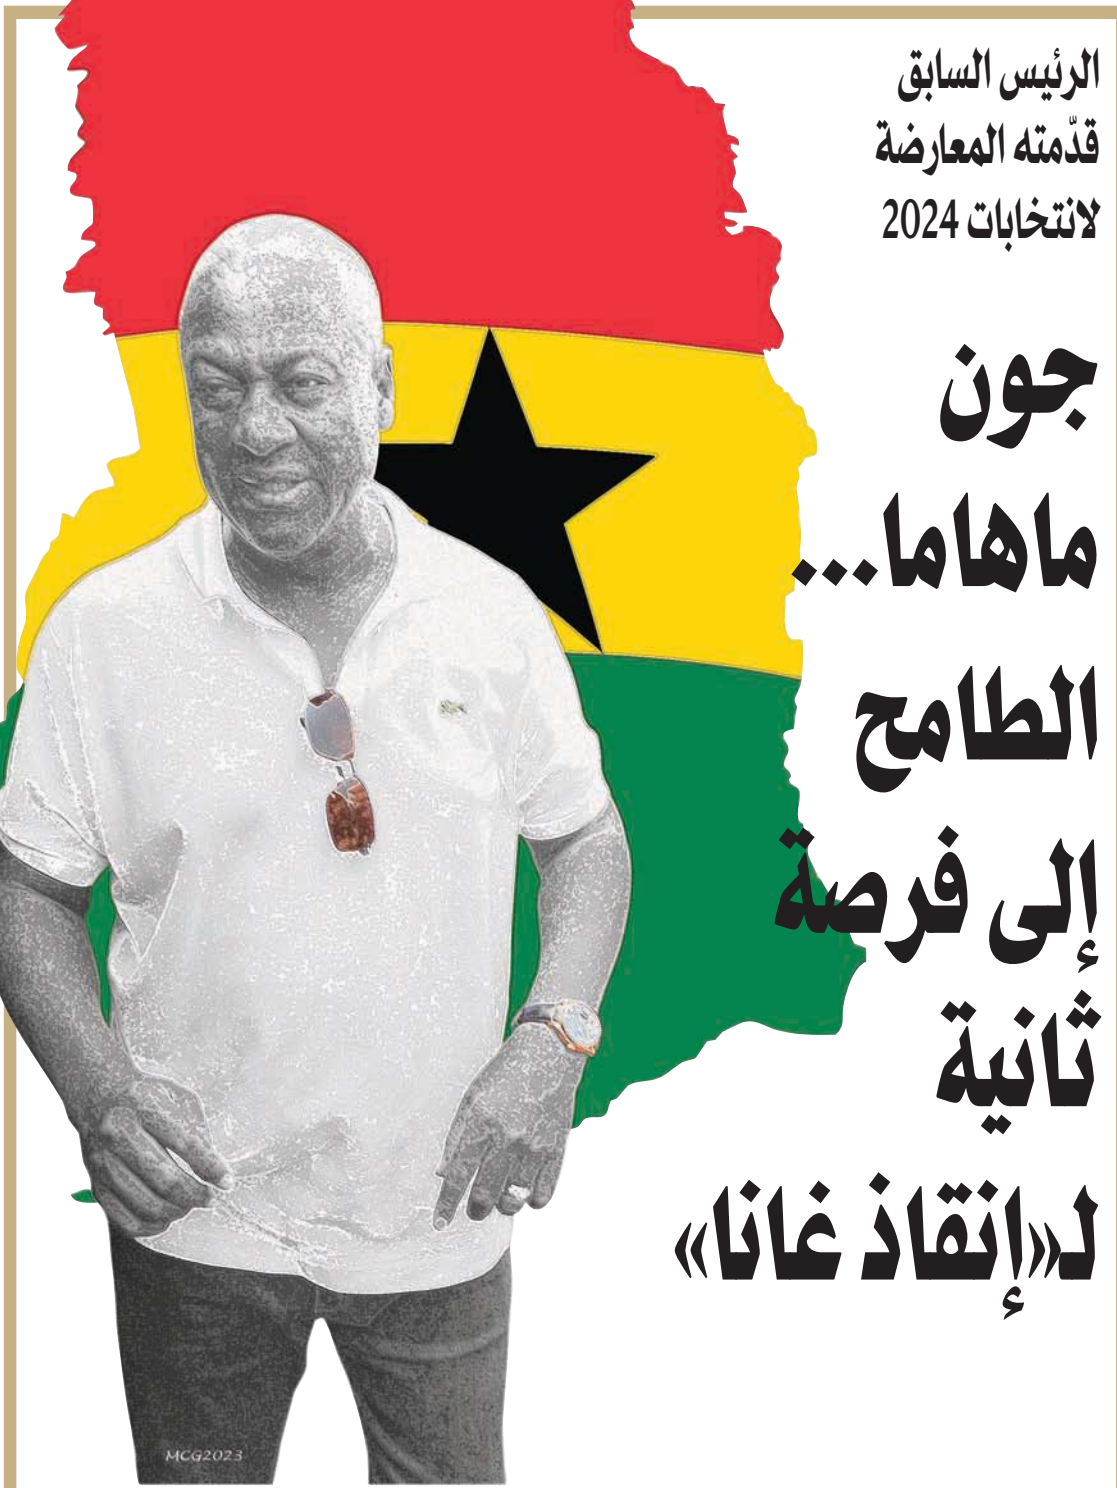 الرئيس السابق
قدّمته المعارضة
لانتخابات 2024
جون
ماهاما...
الطامح
إلى فرصة
ثانية
لـ«إنقاذ غانا»
MCG2023